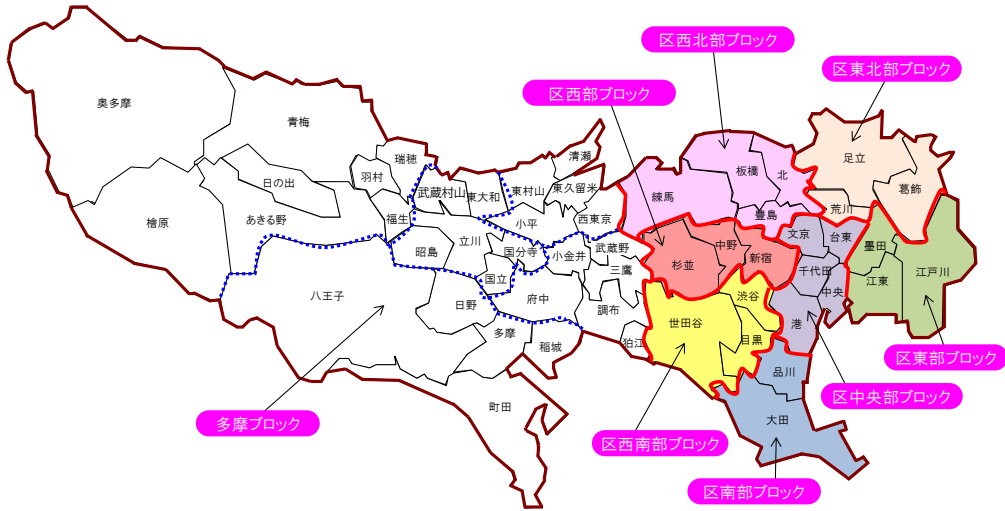 区西北部ブロック
区東北部ブロック
区西部ブロック
奥多摩
青梅
瑞穂
羽村
日の出
檜原
あきる野
福生
武蔵村山
東大和
東村山
清瀬
東久留米
西東京
小平
立川
昭島
国分寺
小金井
武蔵野
三鷹
国立
八王子
日野
府中
調布
多摩
稲城
狛江
町田
練馬
板橋
北
豊島
足立
葛飾
荒川
文京
台東
墨田
江戸川
江東
中野
新宿
杉並
千代田
中央
港
渋谷
世田谷
目黒
品川
大田
区東部ブロック
区中央部ブロック
多摩ブロック
区西南部ブロック
区南部ブロック